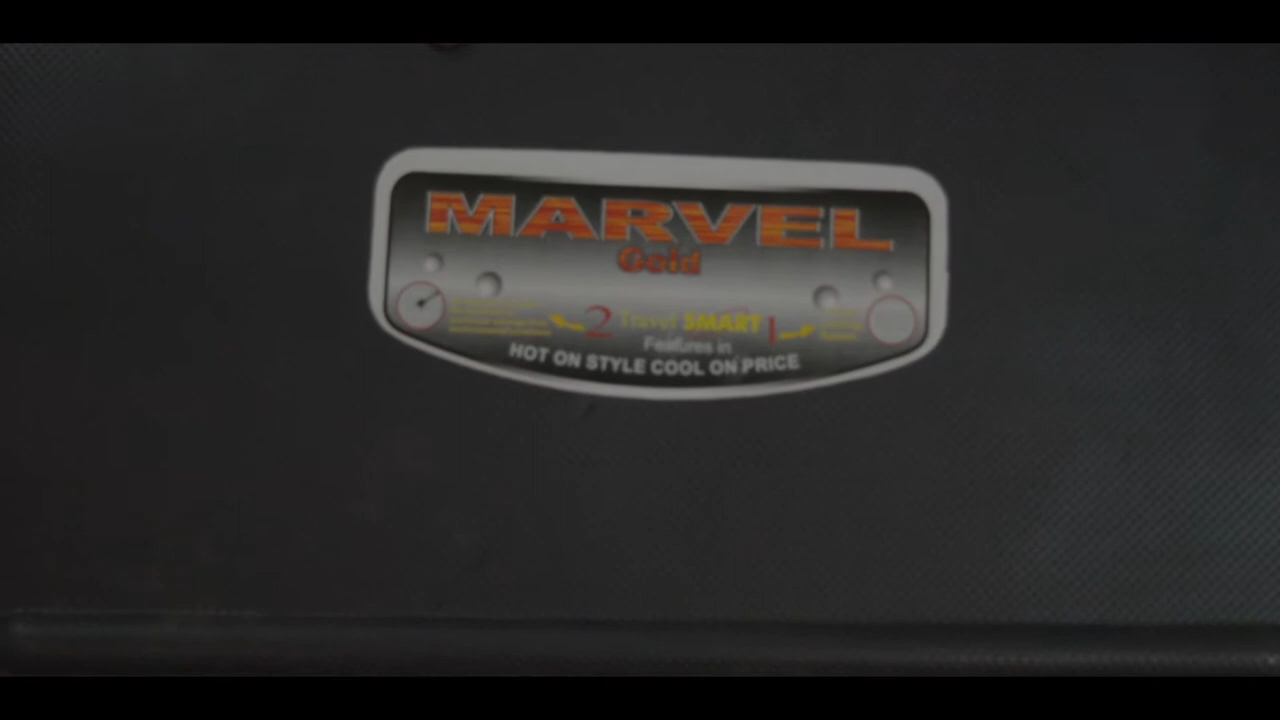 MARVEL
Gold
2 Travel SMART 1
Features in
HOT ON STYLE COOL ON PRICE